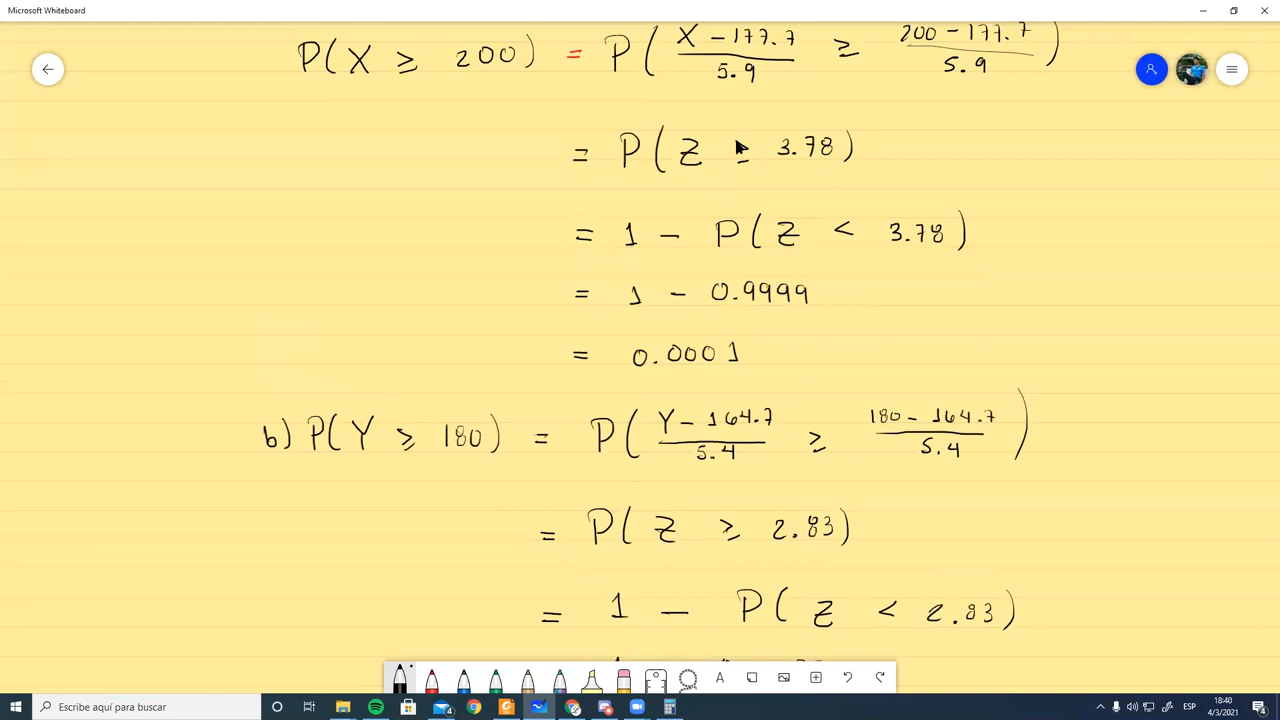 Microsoft Whiteboard
P(X ≥ 200) = P( X - 177.7 / 5.9 ≥ 200 - 177.7 / 5.9 )
= P( Z ≥ 3.78 )
= 1 - P( Z < 3.78 )
= 1 - 0.9999
= 0.0001
b) P( Y ≥ 180 ) = P( Y - 164.7 / 5.4 ≥ 180 - 164.7 / 5.4 )
= P( Z ≥ 2.83 )
= 1 - P( Z < 2.83 )
Escribe aquí para buscar
ESP
18:40
4/3/2021